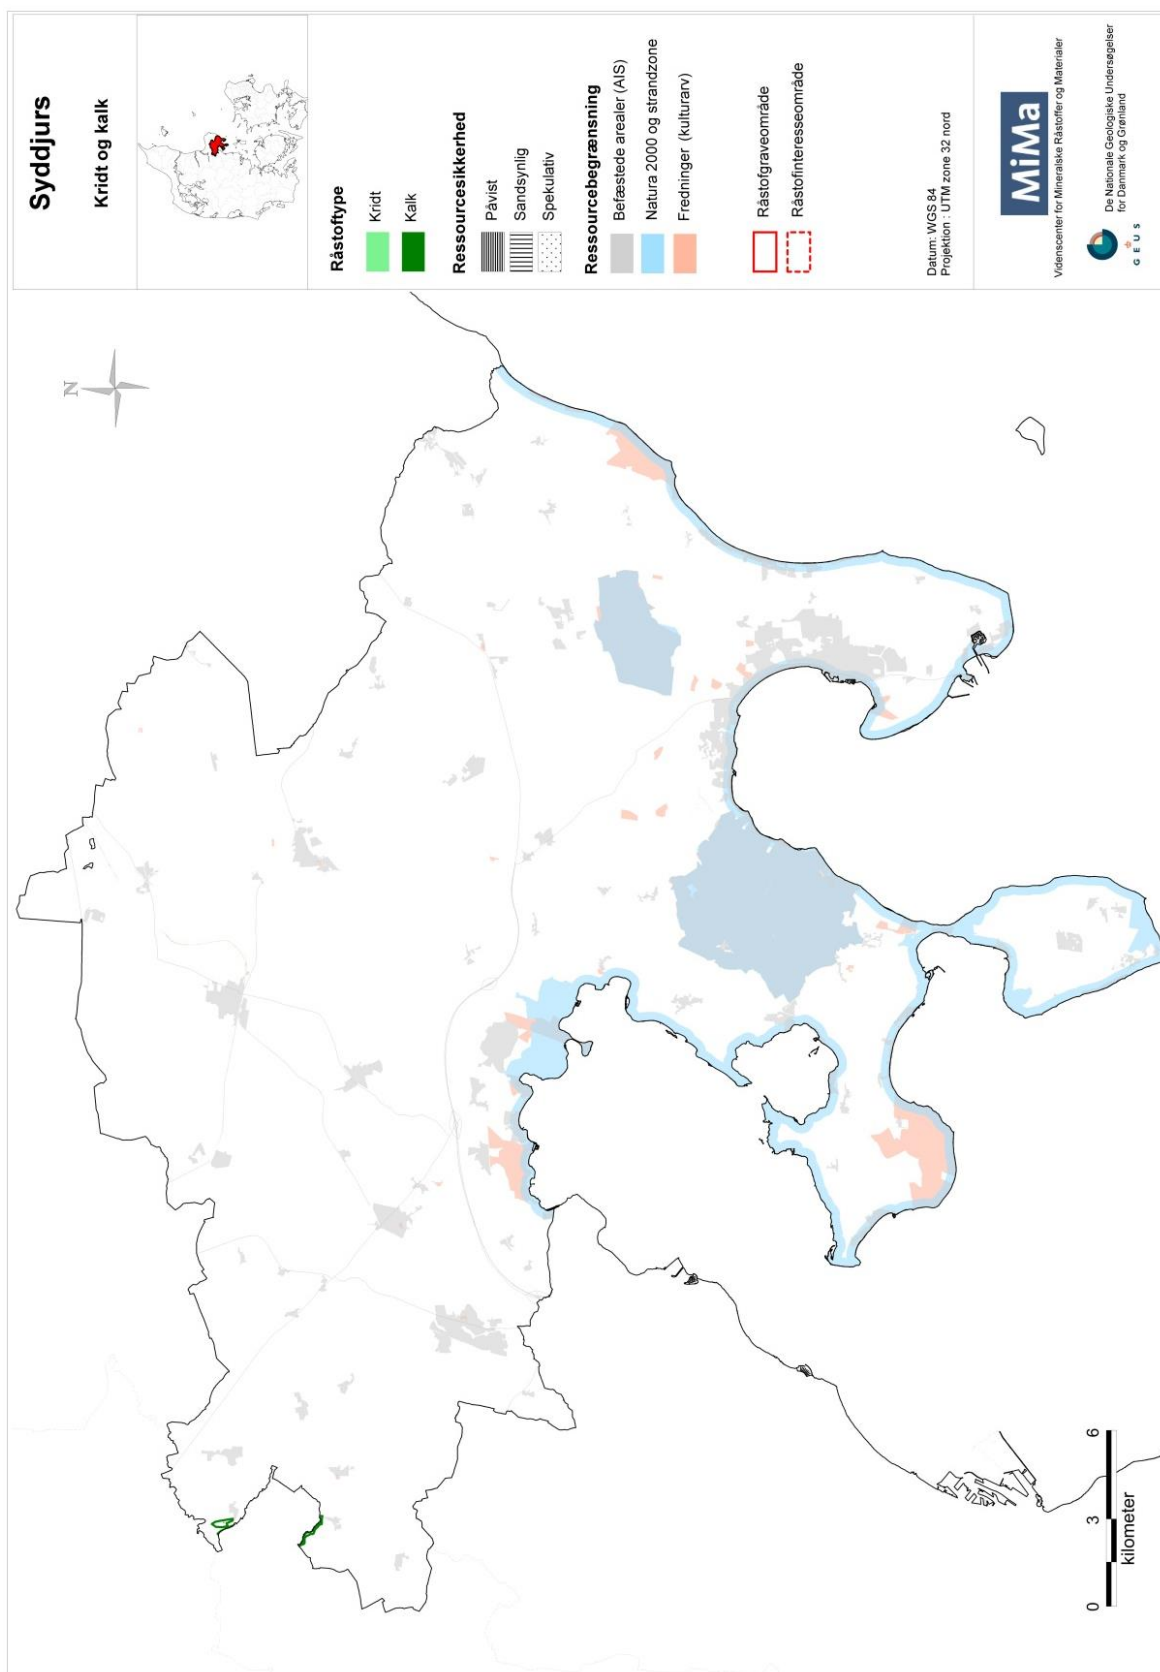 Syddjurs
Kridt og kalk
Råstoftype
Kridt
Kalk
Ressourcesikkerhed
Påvist
Sandsynlig
Spekulativ
Ressourcebegrænsning
Befæstede arealer (AIS)
Natura 2000 og strandzone
Fredninger (kulturarv)
Råstofgraveområde
Råstofinteresseområde
Datum: WGS 84
Projektion : UTM zone 32 nord
MiMa
Videnscenter for Mineralske Råstoffer og Materialer
G E U S
De Nationale Geologiske Undersøgelser
for Danmark og Grønland
N
0 3 6
kilometer